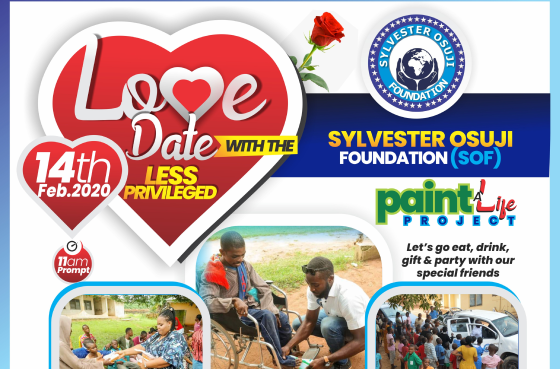 Love
Date
WITH THE
LESS
PRIVILEGED
14th
Feb.2020
11am
Prompt
SYLVESTER OSUJI
FOUNDATION
SYLVESTER OSUJI
FOUNDATION (SOF)
paint A Life
PROJECT
Let's go eat, drink,
gift & party with our
special friends